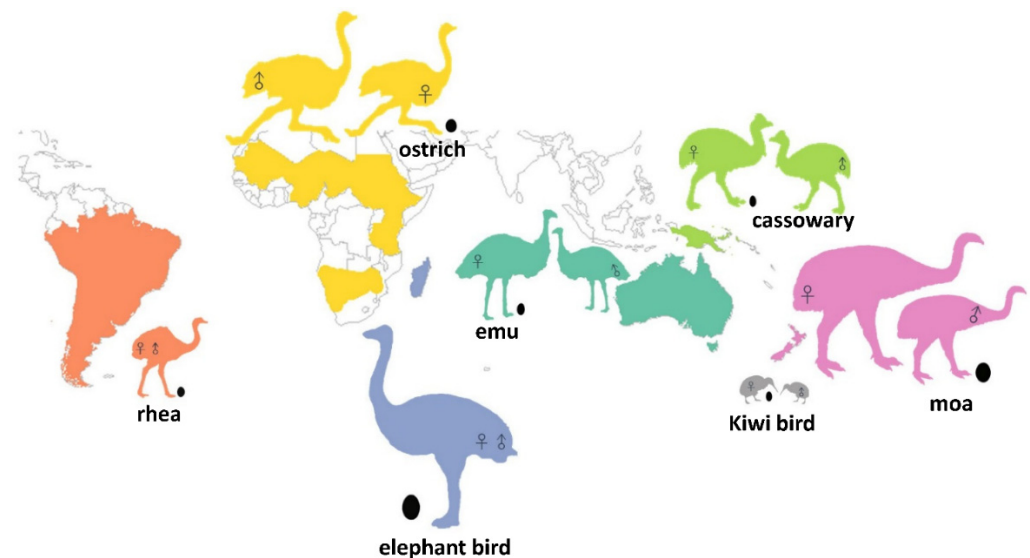 ♂
♀
ostrich
♀
♂
cassowary
♀
♂
emu
♀
♂
moa
♀ ♂
rhea
♀
♂
Kiwi bird
♀ ♂
elephant bird